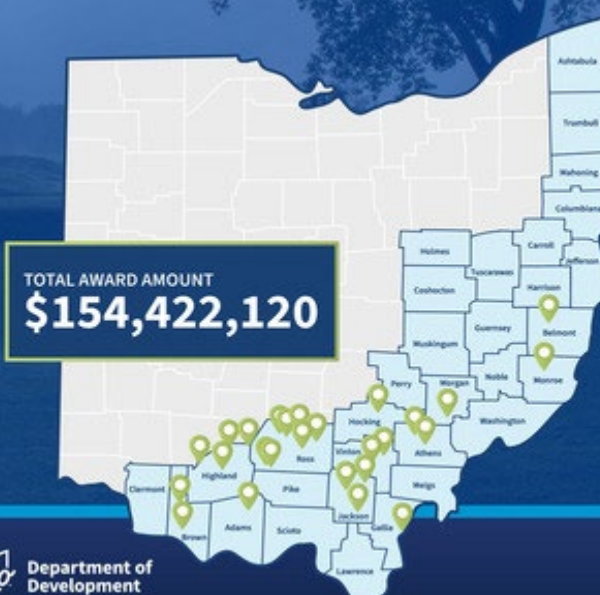 Ashtabula
Trumbull
Mahoning
Columbiana
Holmes
Tuscarawas
Carroll
Jefferson
Harrison
Coshocton
TOTAL AWARD AMOUNT
$154,422,120
Muskingum
Guernsey
Belmont
Perry
Morgan
Noble
Monroe
Hocking
Washington
Vinton
Athens
Ross
Highland
Clermont
Pike
Meigs
Jackson
Gallia
Brown
Adams
Scioto
Lawrence
Department of
Development